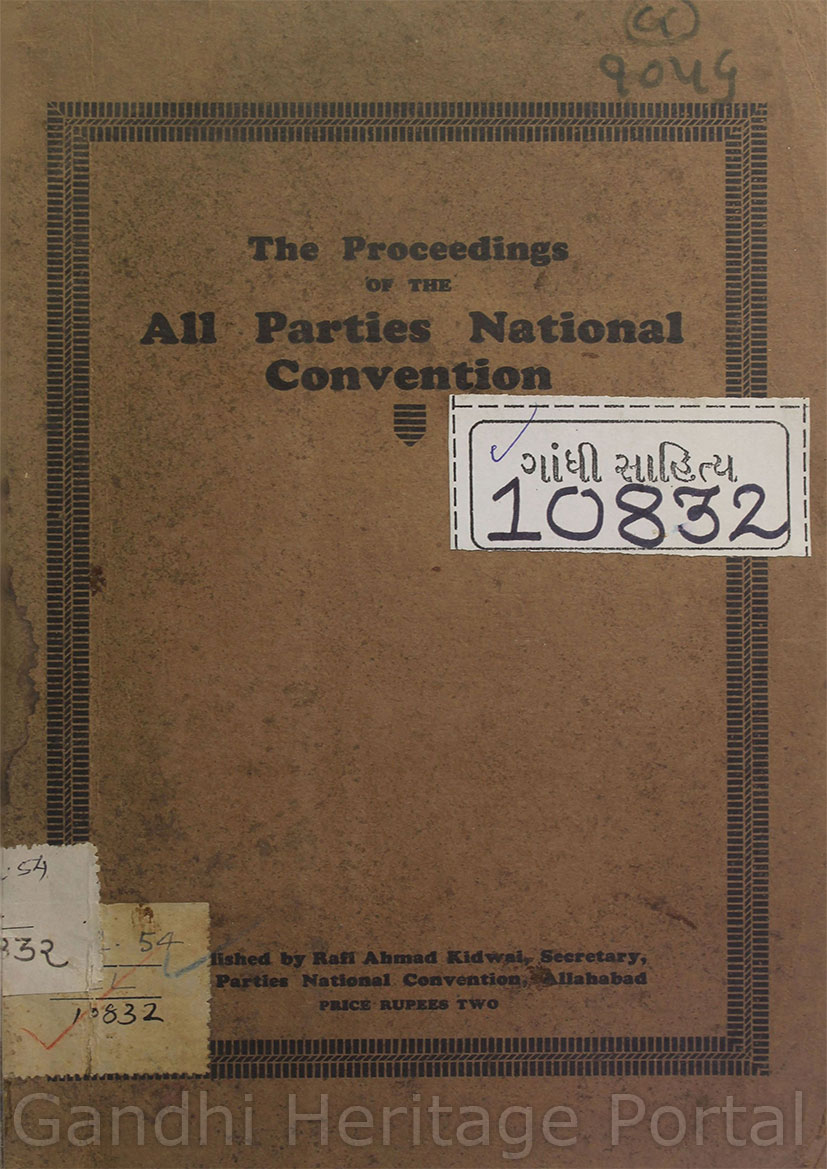 ૧૦૫૬
The Proceedings
OF THE
All Parties National
Convention
ગાંધી સાહિત્ય
10832
54
332
54
10832
lished by Rafi Ahmad Kidwai, Secretary,
Parties National Convention, Allahabad
PRICE RUPEES TWO
Gandhi Heritage Portal